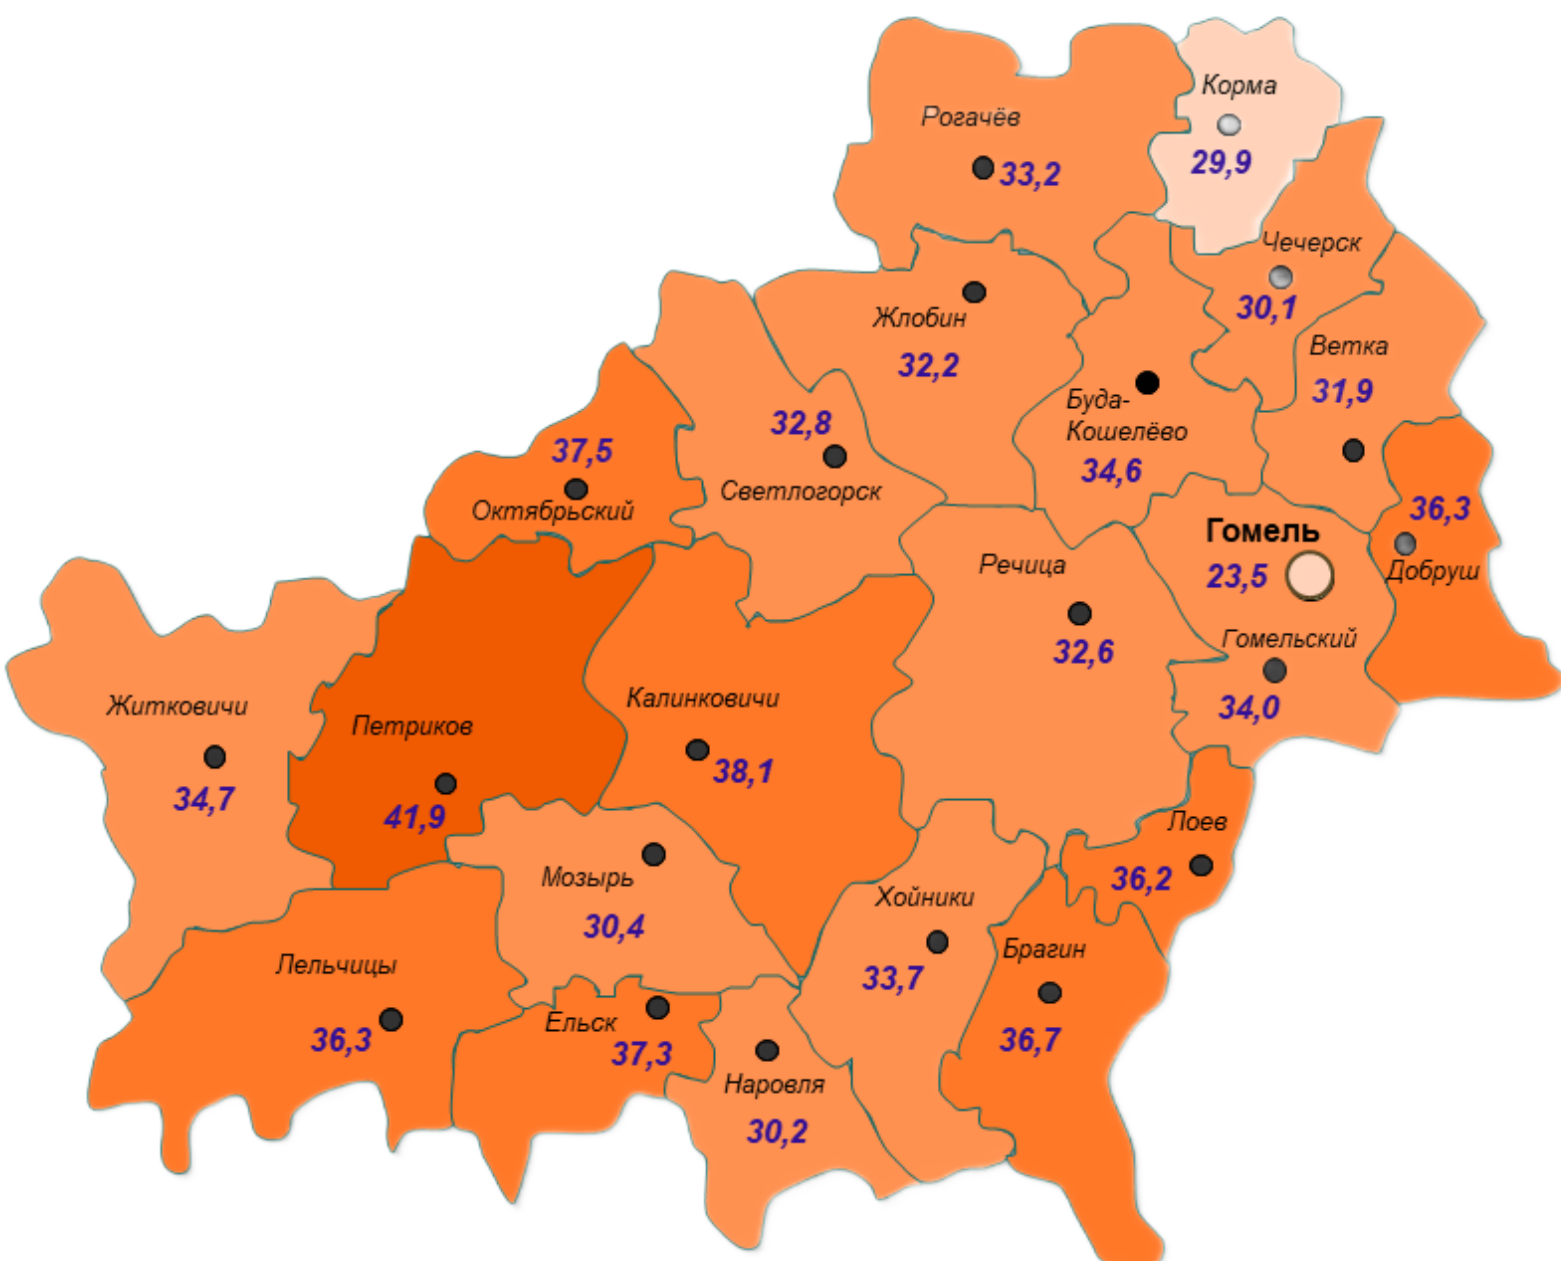 Корма
29,9
Рогачёв
33,2
Чечерск
30,1
Жлобин
32,2
Ветка
31,9
Буда-
Кошелёво
34,6
32,8
Светлогорск
37,5
Октябрьский
36,3
Добруш
Гомель
23,5
Речица
32,6
Гомельский
34,0
Житковичи
34,7
Петриков
41,9
Калинковичи
38,1
Лоев
36,2
Мозырь
30,4
Хойники
33,7
Брагин
36,7
Лельчицы
36,3
Ельск
37,3
Наровля
30,2